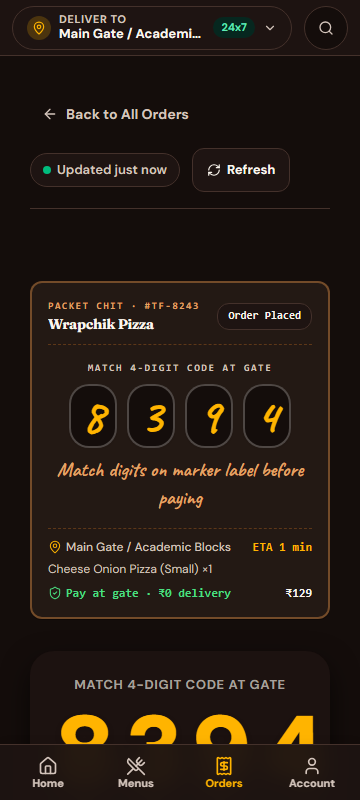 DELIVER TO
Main Gate / Academi...
24x7
Back to All Orders
Updated just now
Refresh
PACKET CHIT · #TF-8243
Wrapchik Pizza
Order Placed
MATCH 4-DIGIT CODE AT GATE
8 3 9 4
Match digits on marker label before
paying
Main Gate / Academic Blocks
ETA 1 min
Cheese Onion Pizza (Small) ×1
Pay at gate · ₹0 delivery
₹129
MATCH 4-DIGIT CODE AT GATE
8394
Home
Menus
Orders
Account